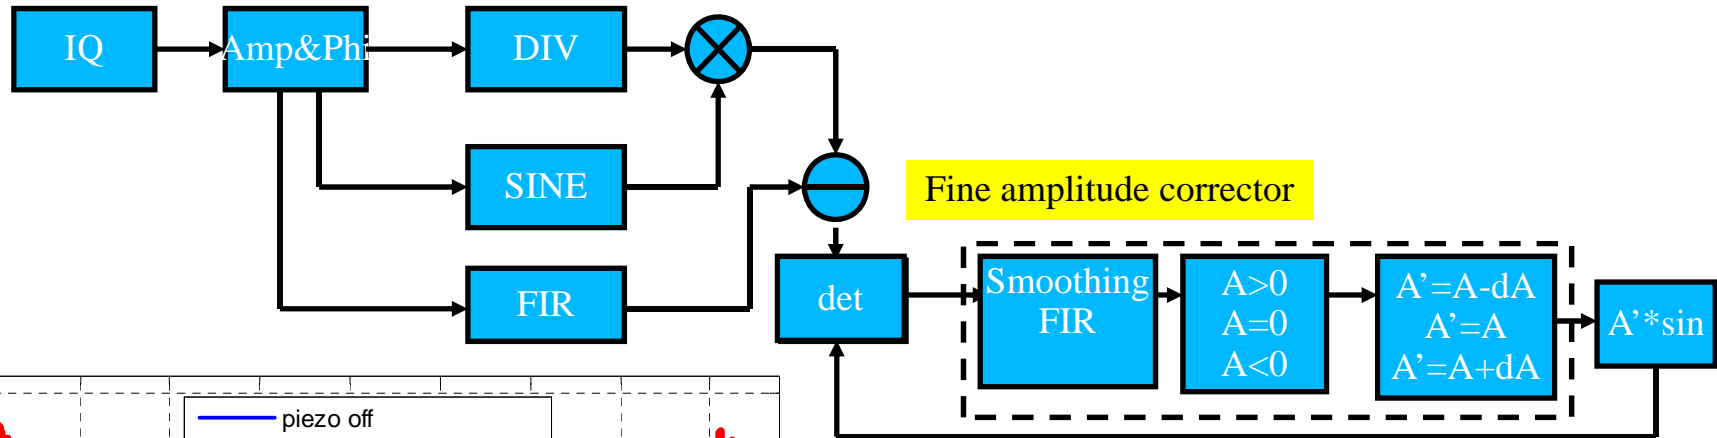 IQ
Amp&Phi
DIV
SINE
FIR
Fine amplitude corrector
det
Smoothing
FIR
A>0
A=0
A<0
A’=A-dA
A’=A
A’=A+dA
A’*sin
piezo off